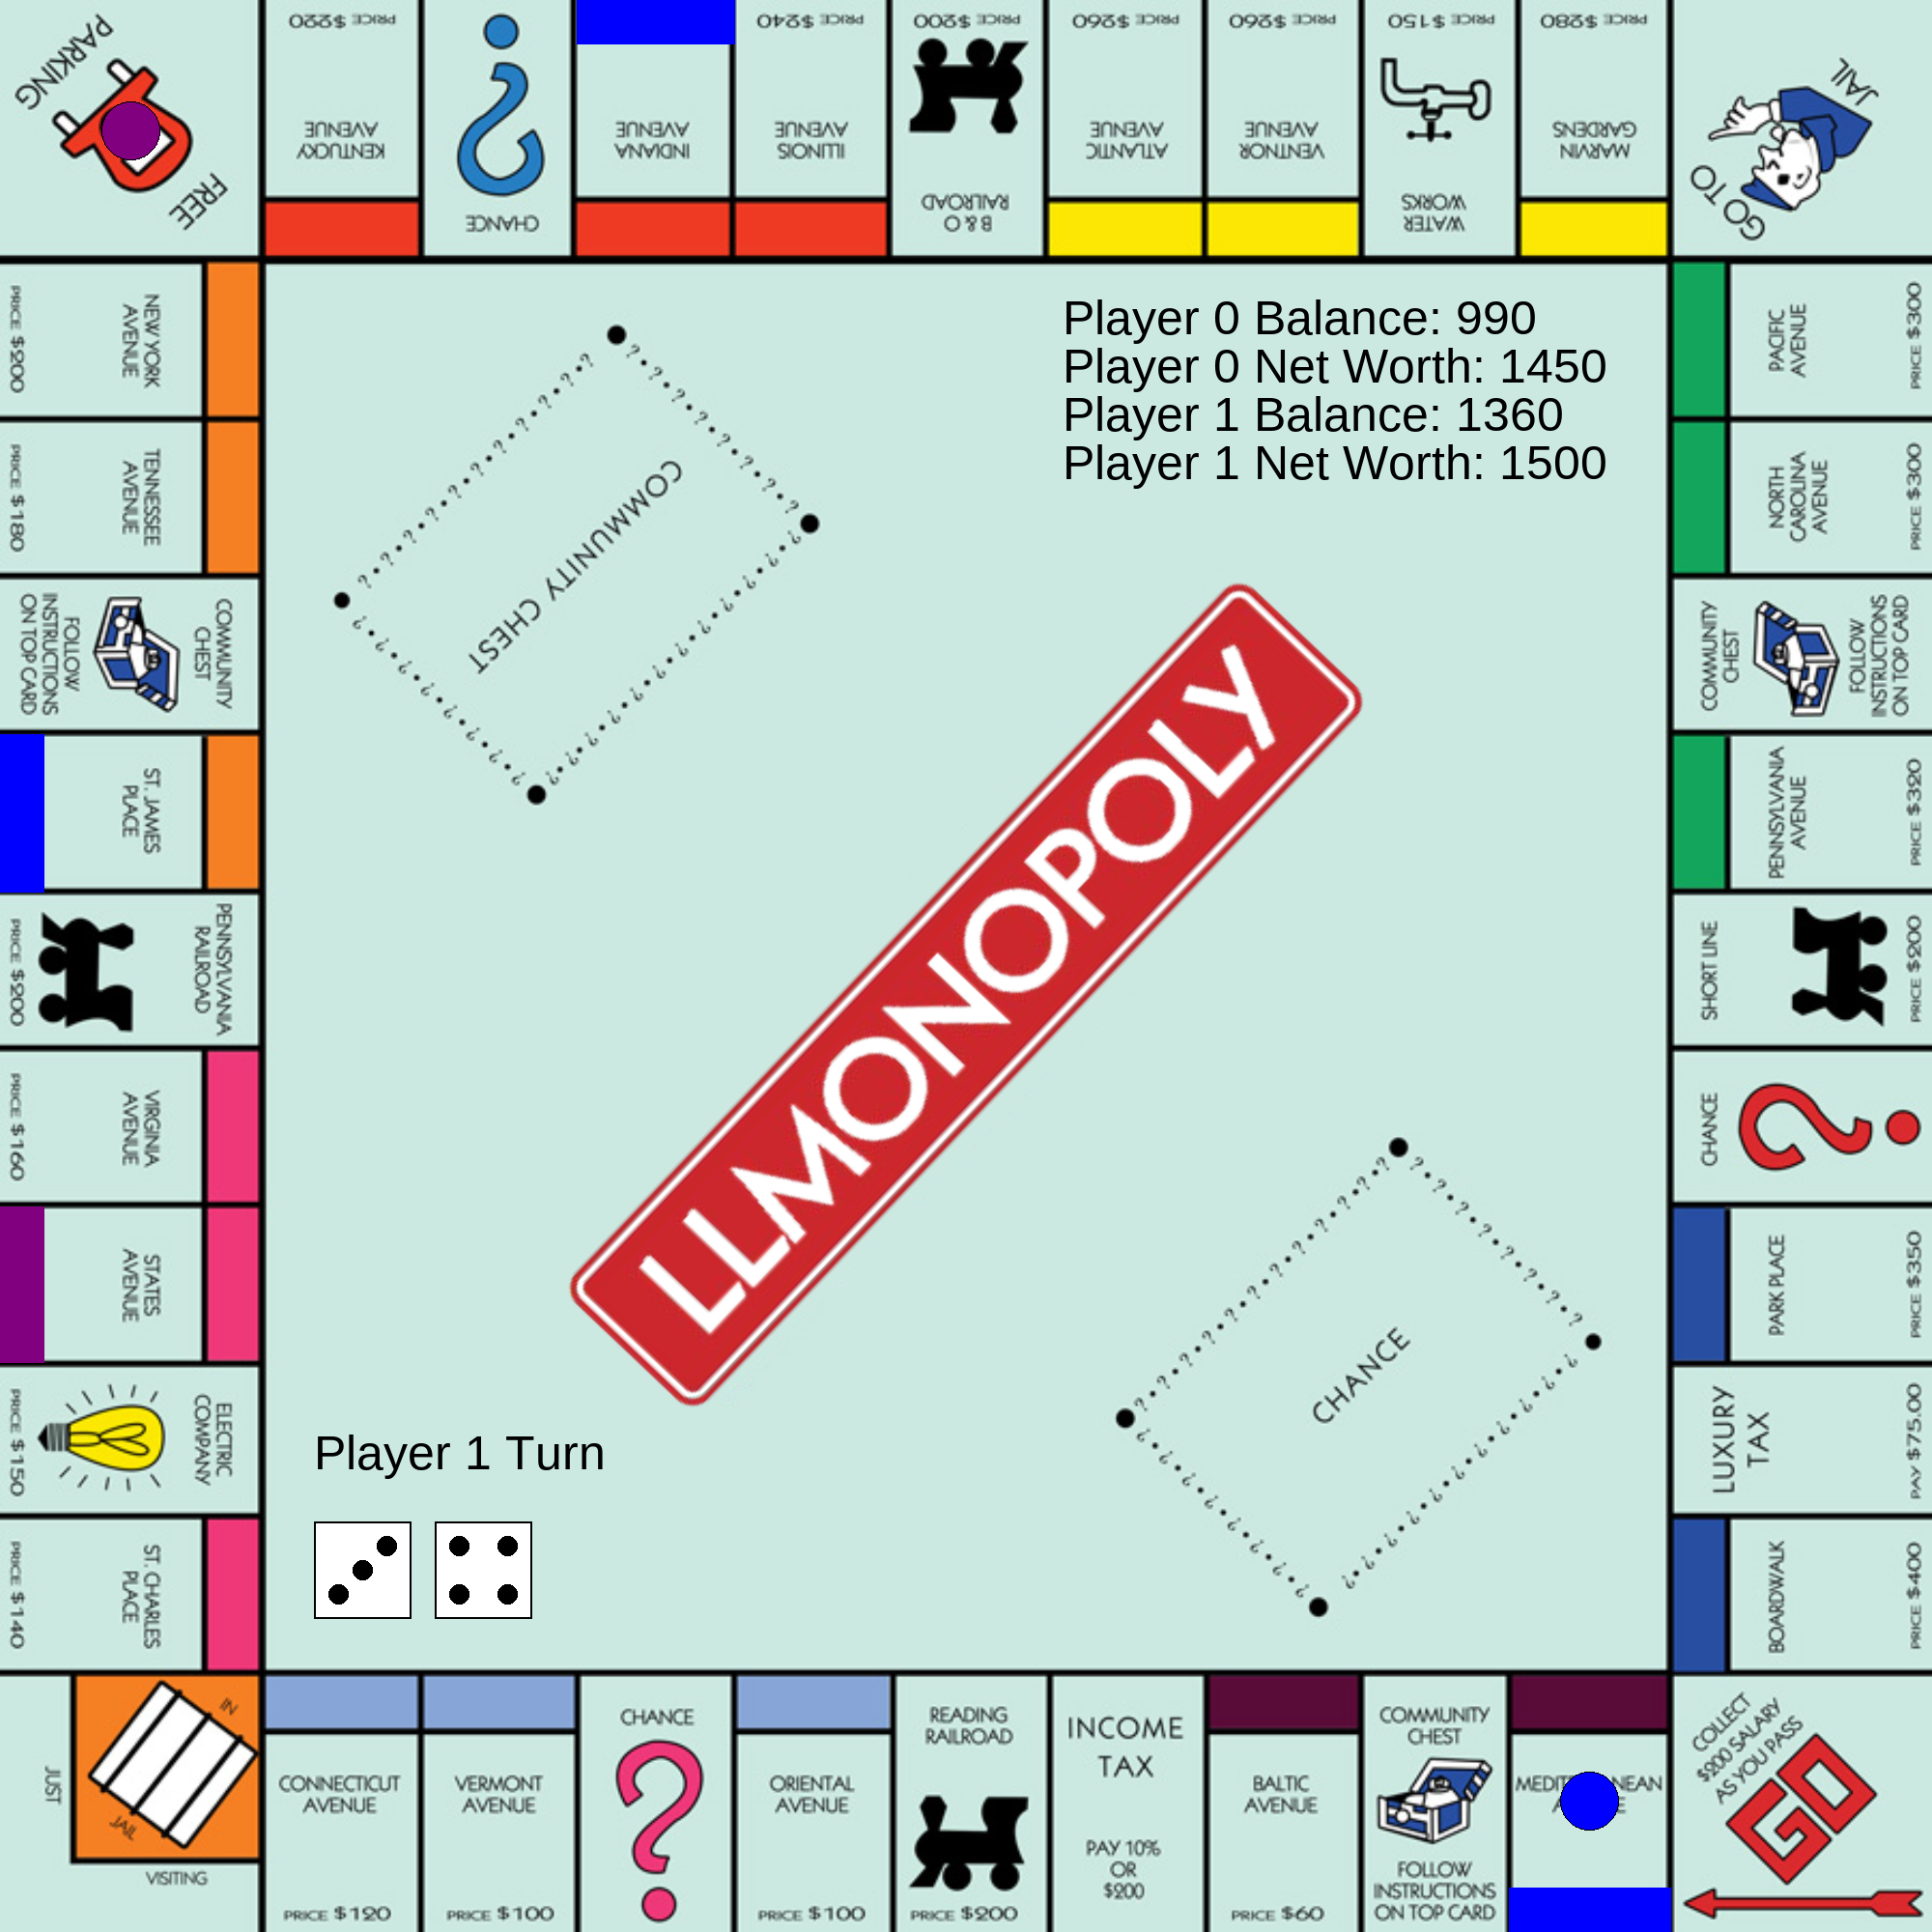 FREE
PARKING
PRICE $220
KENTUCKY
AVENUE
CHANCE
INDIANA
AVENUE
PRICE $240
ILLINOIS
AVENUE
PRICE $200
B & O
RAILROAD
PRICE $260
ATLANTIC
AVENUE
PRICE $260
VENTNOR
AVENUE
PRICE $150
WATER
WORKS
PRICE $280
MARVIN
GARDENS
GO TO
JAIL
NEW YORK
AVENUE
PRICE $200
TENNESSEE
AVENUE
PRICE $180
COMMUNITY
CHEST
FOLLOW
INSTRUCTIONS
ON TOP CARD
ST. JAMES
PLACE
PENNSYLVANIA
RAILROAD
PRICE $200
VIRGINIA
AVENUE
PRICE $160
STATES
AVENUE
ELECTRIC
COMPANY
PRICE $150
ST. CHARLES
PLACE
PRICE $140
Player 0 Balance: 990
Player 0 Net Worth: 1450
Player 1 Balance: 1360
Player 1 Net Worth: 1500
COMMUNITY CHEST
LLMONOPOLY
CHANCE
Player 1 Turn
PACIFIC
AVENUE
PRICE $300
NORTH
CAROLINA
AVENUE
PRICE $300
COMMUNITY
CHEST
FOLLOW
INSTRUCTIONS
ON TOP CARD
PENNSYLVANIA
AVENUE
PRICE $320
SHORT LINE
PRICE $200
CHANCE
PARK PLACE
PRICE $350
LUXURY
TAX
PAY $75.00
BOARDWALK
PRICE $400
JUST
VISITING
IN
JAIL
CONNECTICUT
AVENUE
PRICE $120
VERMONT
AVENUE
PRICE $100
CHANCE
ORIENTAL
AVENUE
PRICE $100
READING
RAILROAD
PRICE $200
INCOME
TAX
PAY 10%
OR
$200
BALTIC
AVENUE
PRICE $60
COMMUNITY
CHEST
FOLLOW
INSTRUCTIONS
ON TOP CARD
COLLECT
$200 SALARY
AS YOU PASS
GO